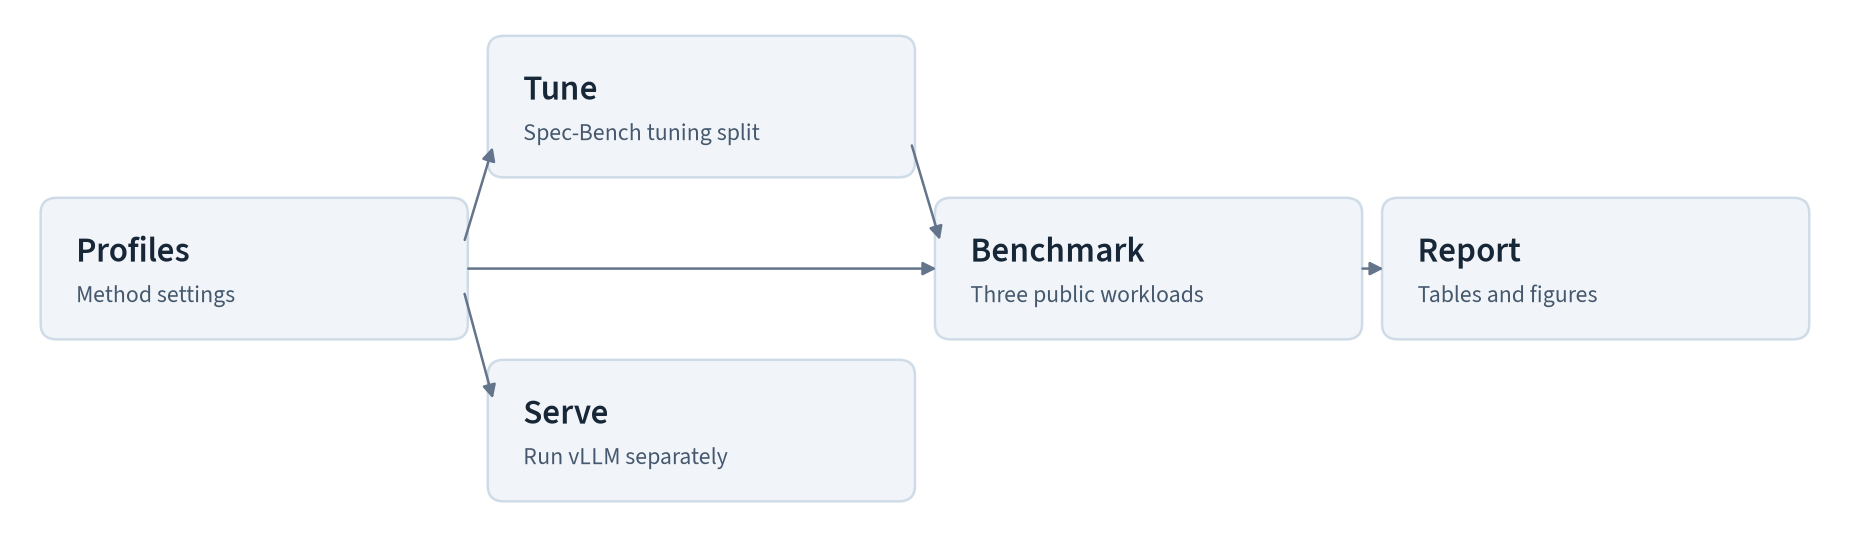 Tune
Spec-Bench tuning split
Profiles
Method settings
Benchmark
Three public workloads
Report
Tables and figures
Serve
Run vLLM separately